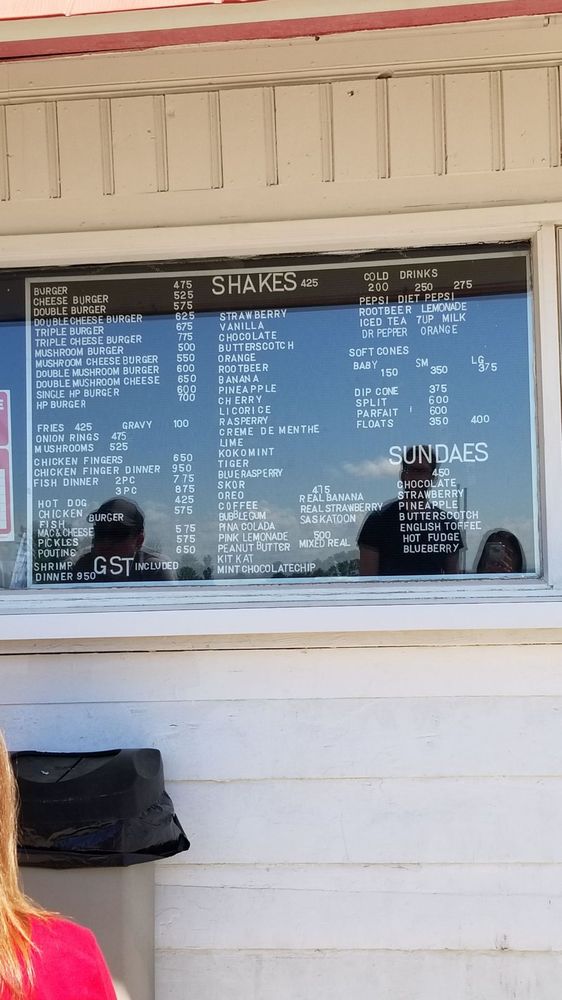 BURGER 475
CHEESE BURGER 525
DOUBLE BURGER 575
DOUBLECHEESE BURGER 625
TRIPLE BURGER 675
TRIPLE CHEESE BURGER 775
MUSHROOM BURGER 500
MUSHROOM CHEESE BURGER 550
DOUBLE MUSHROOM BURGER 600
DOUBLE MUSHROOM CHEESE 650
SINGLE HP BURGER 600
HP BURGER 700
FRIES 425 GRAVY 100
ONION RINGS 475
MUSHROOMS 525
CHICKEN FINGERS 650
CHICKEN FINGER DINNER 950
FISH DINNER 2PC 775
3PC 875
HOT DOG 425
CHICKEN BURGER 575
FISH
MAC&CHEESE 575
PICKLES 575
POUTINE 650
SHRIMP
DINNER 950
GST INCLUDED
SHAKES 425
STRAWBERRY
VANILLA
CHOCOLATE
BUTTERSCOTCH
ORANGE
ROOTBEER
BANANA
PINEAPPLE
CHERRY
LICORICE
RASPERRY
CREME DE MENTHE
LIME
KOKOMINT
TIGER
BLUERASPERRY
SKOR
OREO
COFFEE
BUBLEGUM
PINA COLADA
PINK LEMONADE
PEANUT BUTTER
KIT KAT
MINT CHOCOLATECHIP
475
REAL BANANA
REAL STRAWBERRY
SASKATOON
500
MIXED REAL
COLD DRINKS
200 250 275
PEPSI DIET PEPSI
ROOTBEER LEMONADE
ICED TEA 7UP MILK
DR PEPPER ORANGE
SOFT CONES
BABY SM LG
150 350 375
DIP CONE 375
SPLIT 600
PARFAIT 600
FLOATS 350 400
SUNDAES
450
CHOCOLATE
STRAWBERRY
PINEAPPLE
BUTTERSCOTCH
ENGLISH TOFFEE
HOT FUDGE
BLUEBERRY